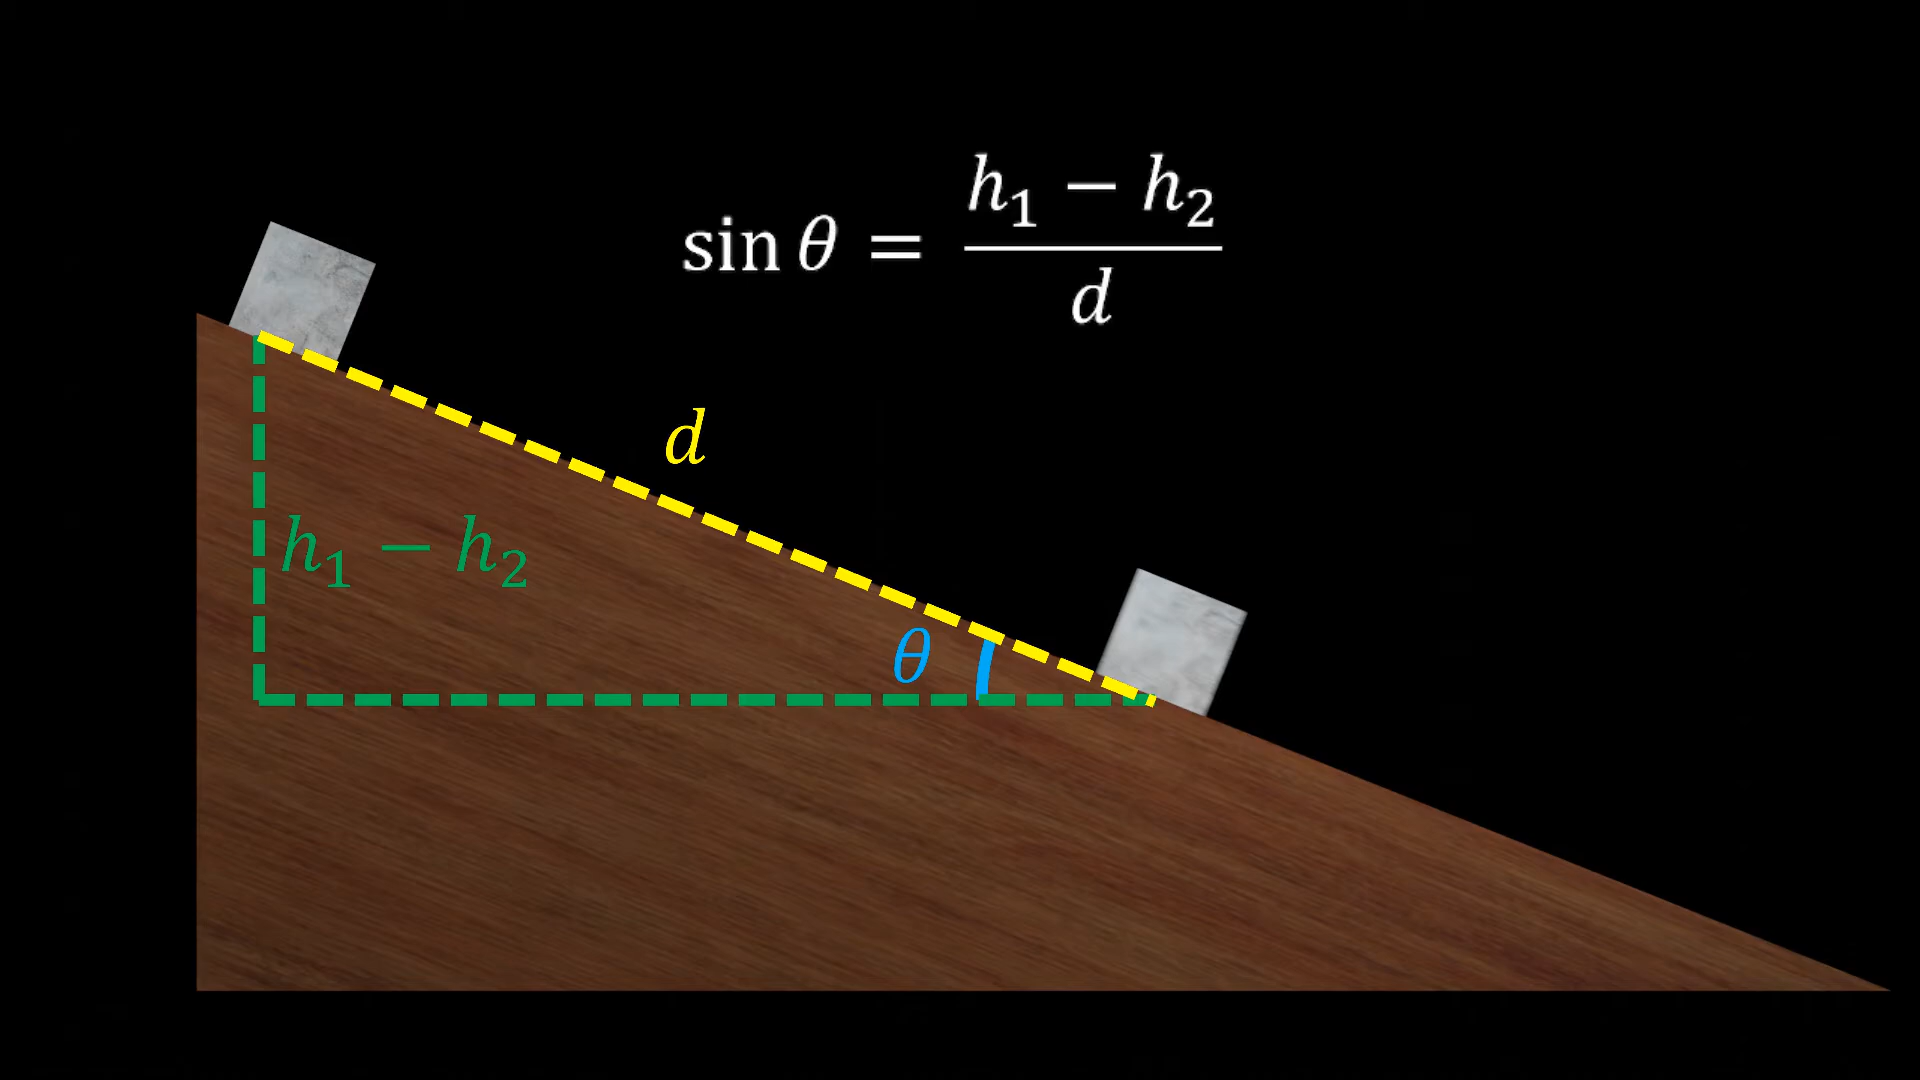 sin θ = h₁ − h₂ / d
d
h₁ − h₂
θ